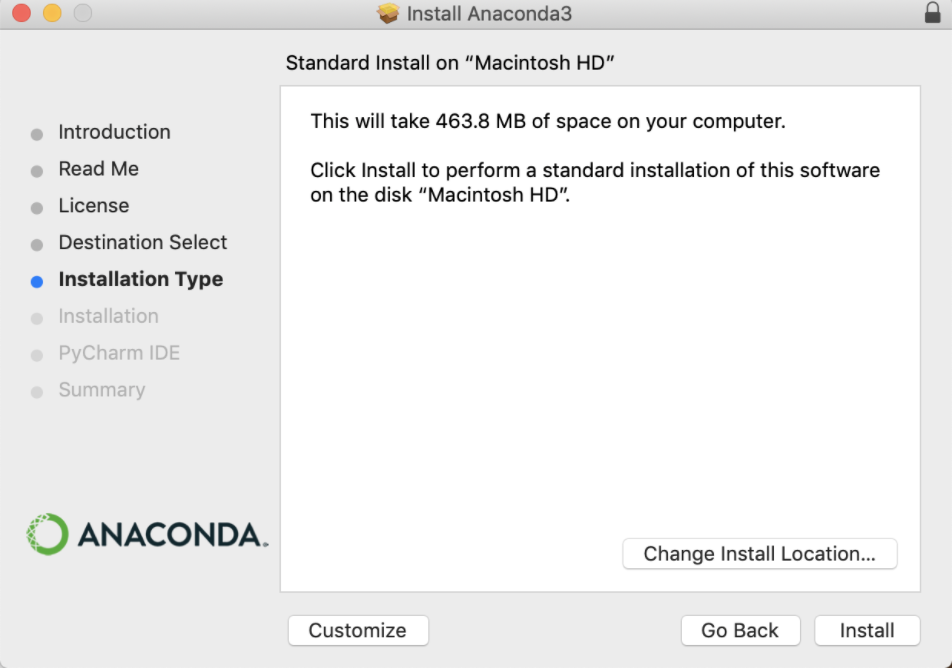 Install Anaconda3
Standard Install on “Macintosh HD”
Introduction
Read Me
License
Destination Select
Installation Type
Installation
PyCharm IDE
Summary
This will take 463.8 MB of space on your computer.
Click Install to perform a standard installation of this software
on the disk “Macintosh HD”.
ANACONDA.
Change Install Location...
Customize
Go Back
Install